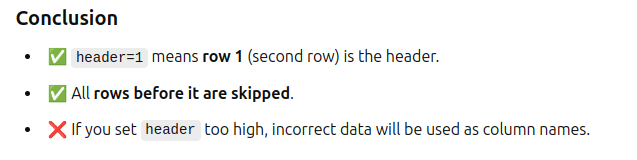 Conclusion
• ✅ header=1 means row 1 (second row) is the header.
• ✅ All rows before it are skipped.
• ❌ If you set header too high, incorrect data will be used as column names.